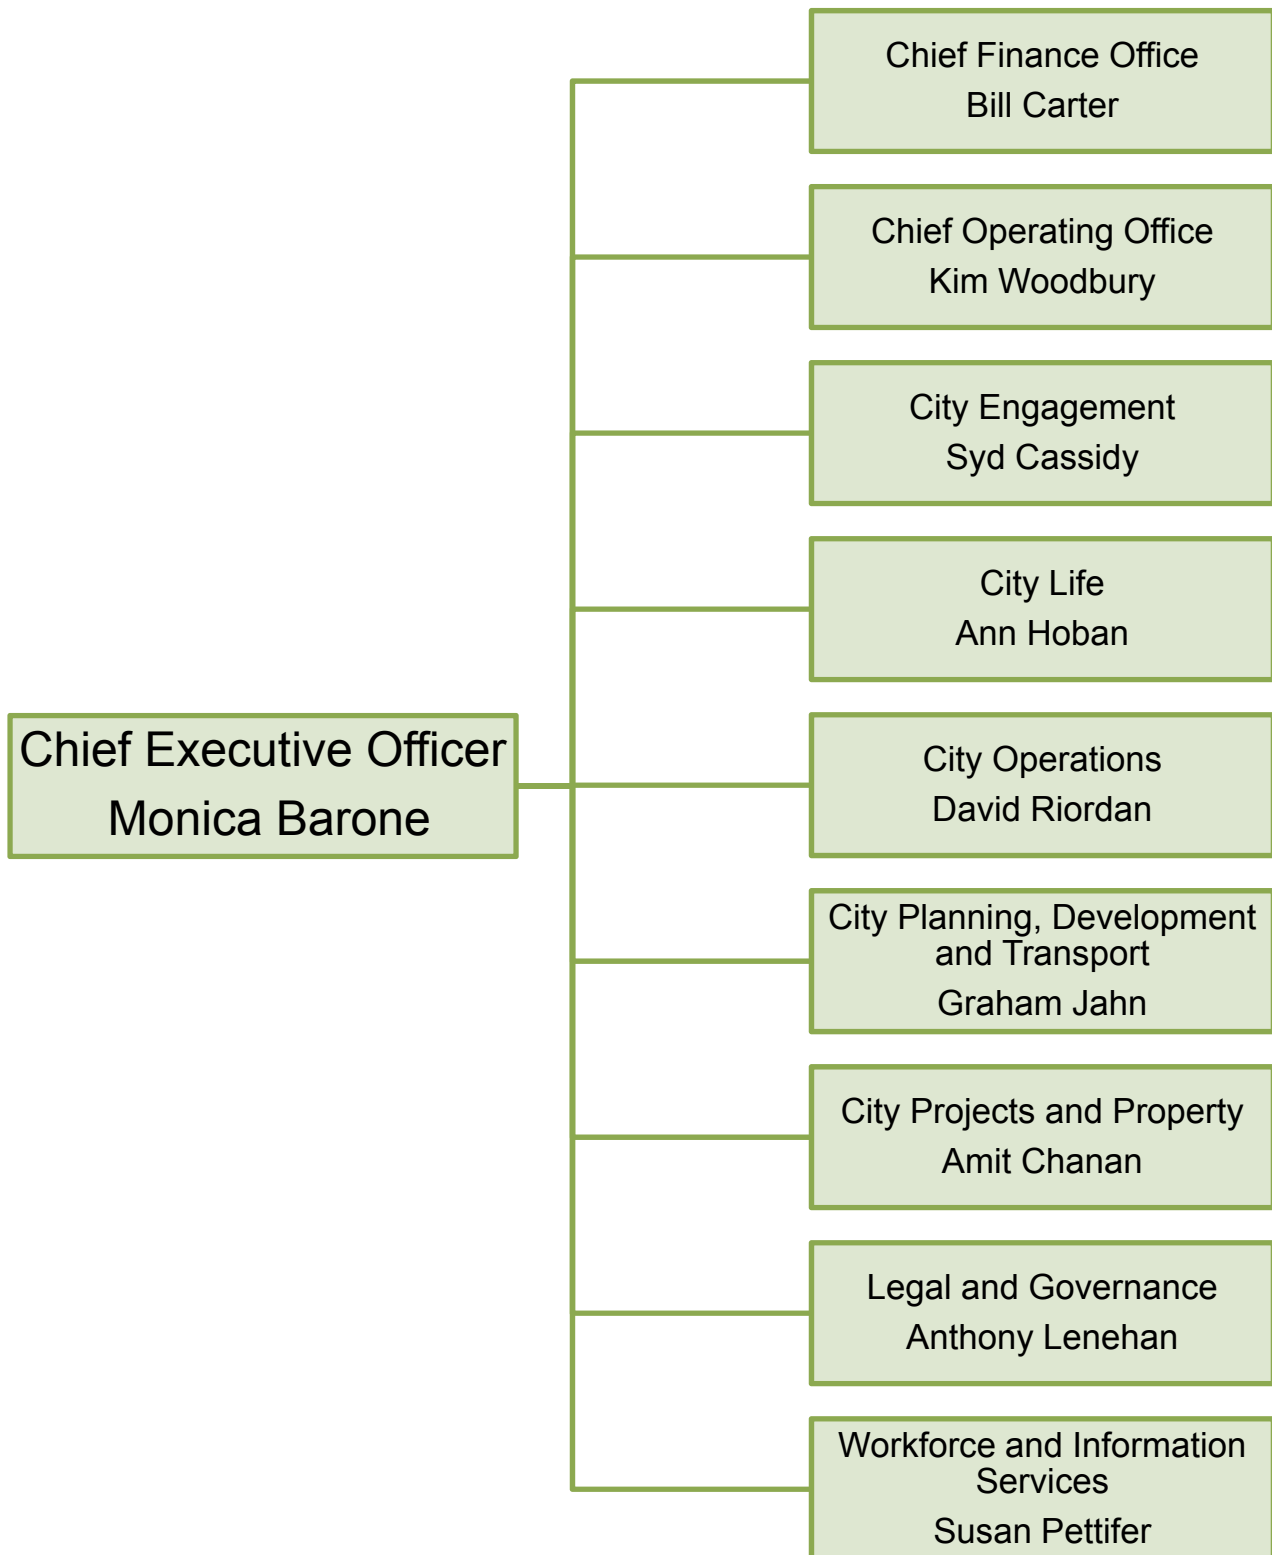 Chief Finance Office
Bill Carter
Chief Operating Office
Kim Woodbury
City Engagement
Syd Cassidy
City Life
Ann Hoban
Chief Executive Officer
Monica Barone
City Operations
David Riordan
City Planning, Development
and Transport
Graham Jahn
City Projects and Property
Amit Chanan
Legal and Governance
Anthony Lenehan
Workforce and Information
Services
Susan Pettifer